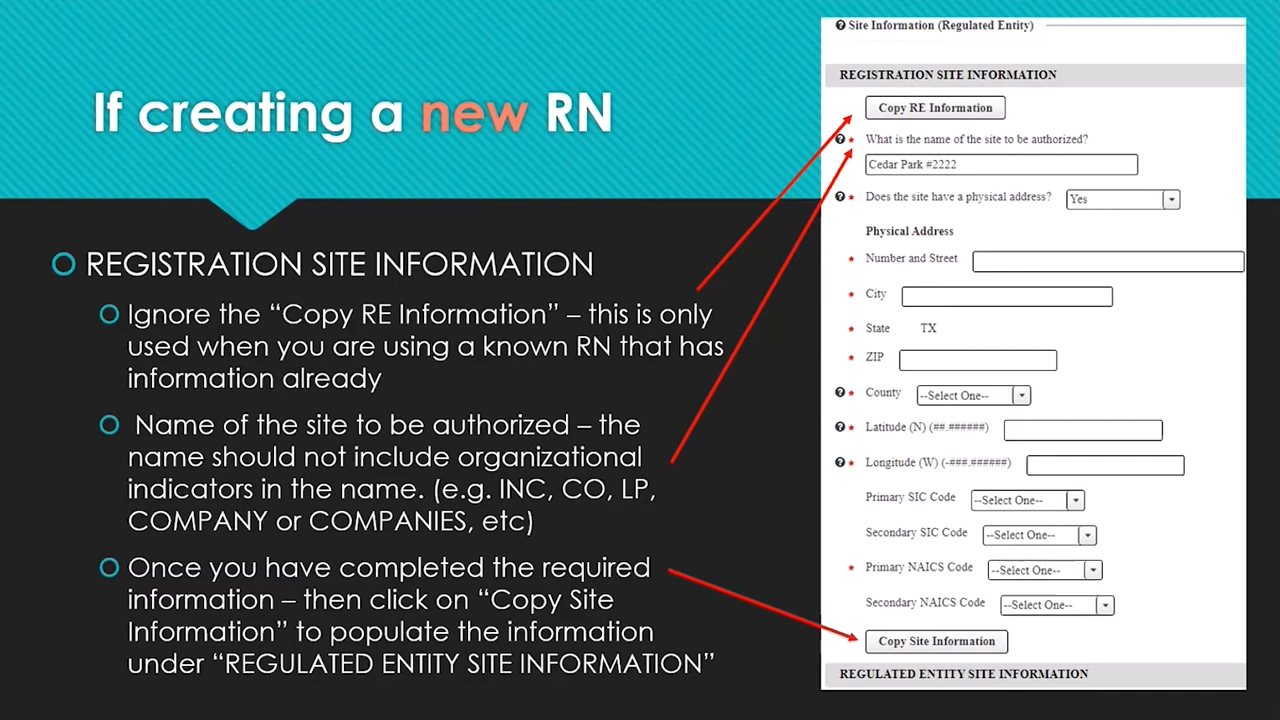 If creating a new RN
REGISTRATION SITE INFORMATION
Ignore the “Copy RE Information” – this is only
used when you are using a known RN that has
information already
Name of the site to be authorized – the
name should not include organizational
indicators in the name. (e.g. INC, CO, LP,
COMPANY or COMPANIES, etc)
Once you have completed the required
information – then click on “Copy Site
Information” to populate the information
under “REGULATED ENTITY SITE INFORMATION”
Site Information (Regulated Entity)
REGISTRATION SITE INFORMATION
Copy RE Information
What is the name of the site to be authorized?
Cedar Park #2222
Does the site have a physical address? Yes
Physical Address
Number and Street
City
State TX
ZIP
County --Select One--
Latitude (N) (##.######)
Longitude (W) (-###.######)
Primary SIC Code --Select One--
Secondary SIC Code --Select One--
Primary NAICS Code --Select One--
Secondary NAICS Code --Select One--
Copy Site Information
REGULATED ENTITY SITE INFORMATION